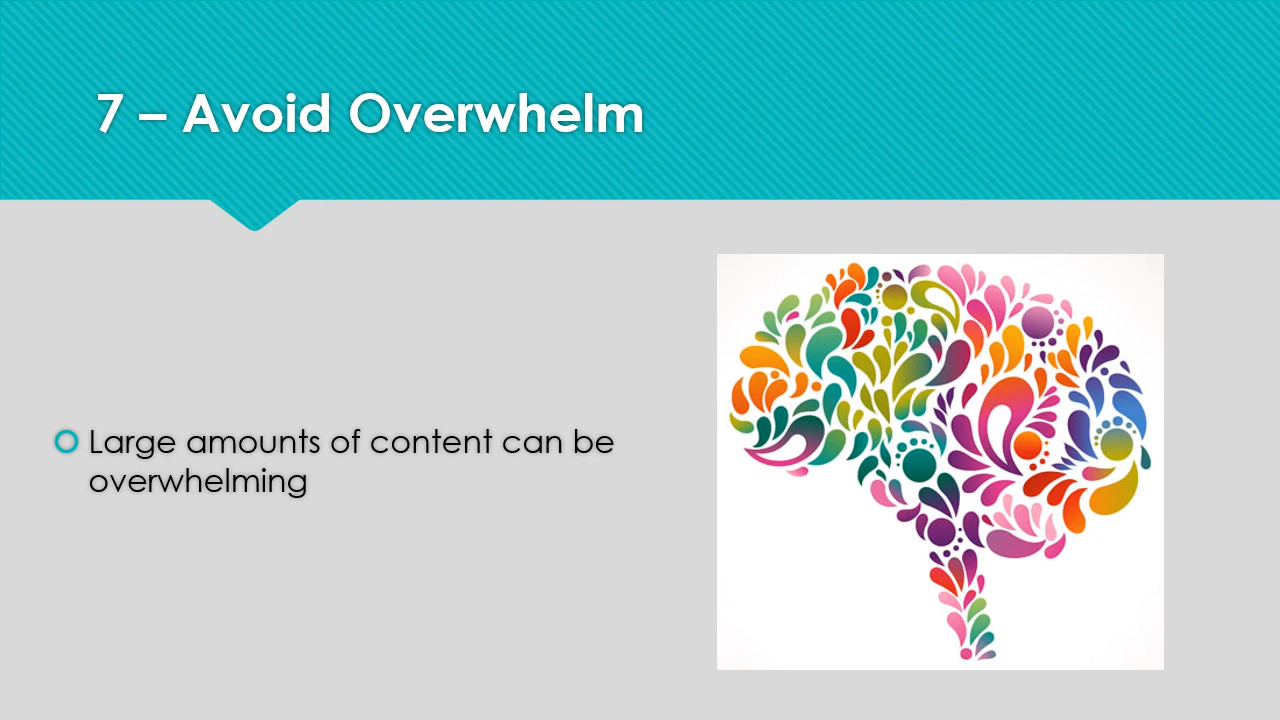 7 – Avoid Overwhelm
Large amounts of content can be
overwhelming